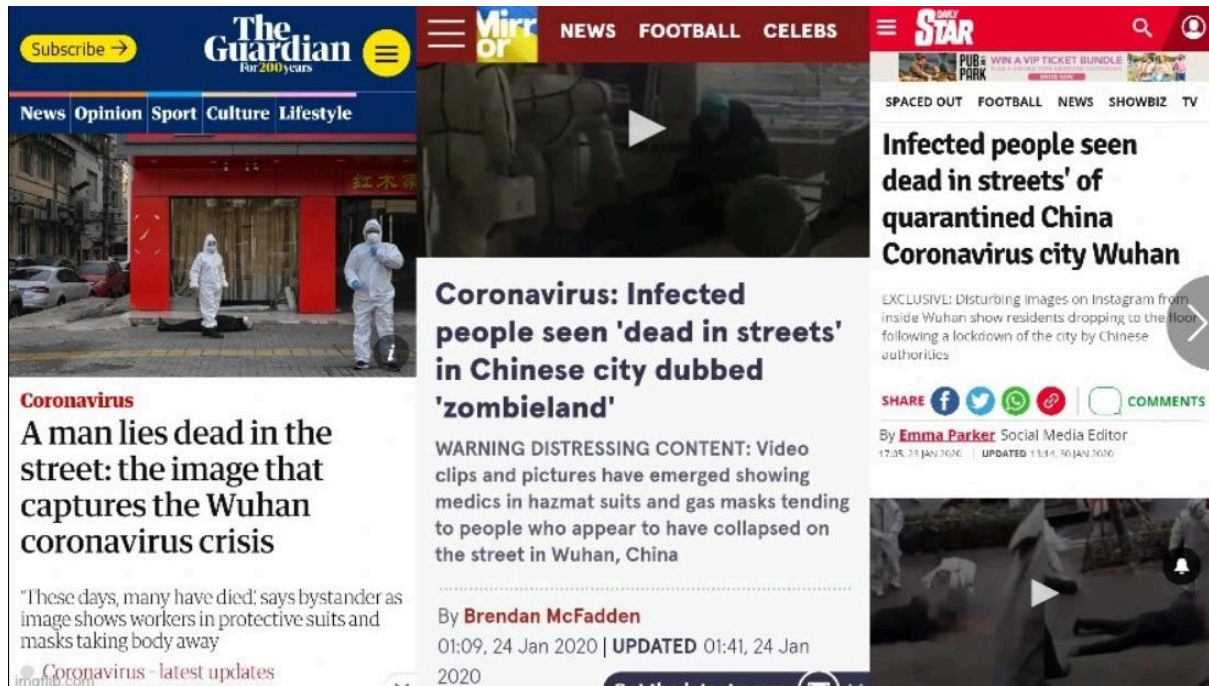 Subscribe →
The
Guardian
For 200 years
News Opinion Sport Culture Lifestyle
红木家
i
Coronavirus
A man lies dead in the
street: the image that
captures the Wuhan
coronavirus crisis
'These days, many have died', says bystander as
image shows workers in protective suits and
masks taking body away
Coronavirus - latest updates
imgflip.com
Mirr
or
NEWS FOOTBALL CELEBS
Coronavirus: Infected
people seen 'dead in streets'
in Chinese city dubbed
'zombieland'
WARNING DISTRESSING CONTENT: Video
clips and pictures have emerged showing
medics in hazmat suits and gas masks tending
to people who appear to have collapsed on
the street in Wuhan, China
By Brendan McFadden
01:09, 24 Jan 2020 | UPDATED 01:41, 24 Jan
2020
DAILY
STAR
PUB
PARK
WIN A VIP TICKET BUNDLE
ENTER NOW
SPACED OUT FOOTBALL NEWS SHOWBIZ TV
Infected people seen
dead in streets' of
quarantined China
Coronavirus city Wuhan
EXCLUSIVE: Disturbing images on Instagram from
inside Wuhan show residents dropping to the floor
following a lockdown of the city by Chinese
authorities
SHARE COMMENTS
By Emma Parker Social Media Editor
17:05, 23 JAN 2020 | UPDATED 13:14, 30 JAN 2020